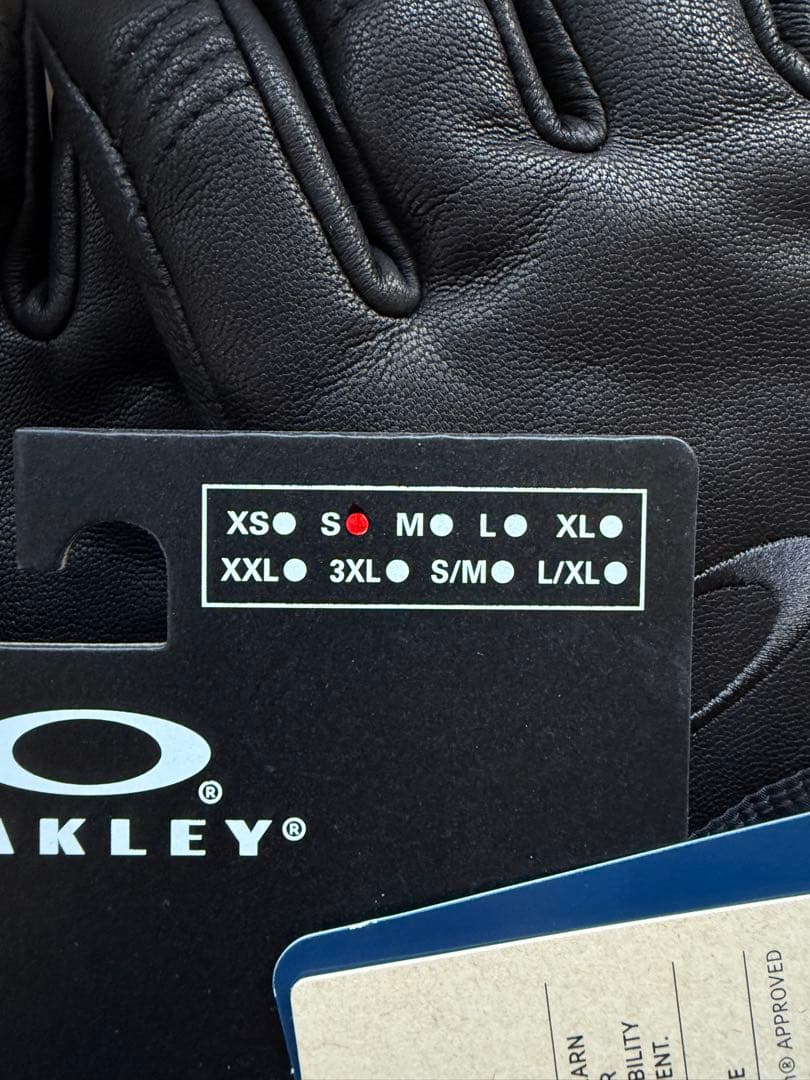 XS S M L XL
XXL 3XL S/M L/XL
®
AKLEY®
ARN
R
BILITY
ENT.
E
® APPROVED